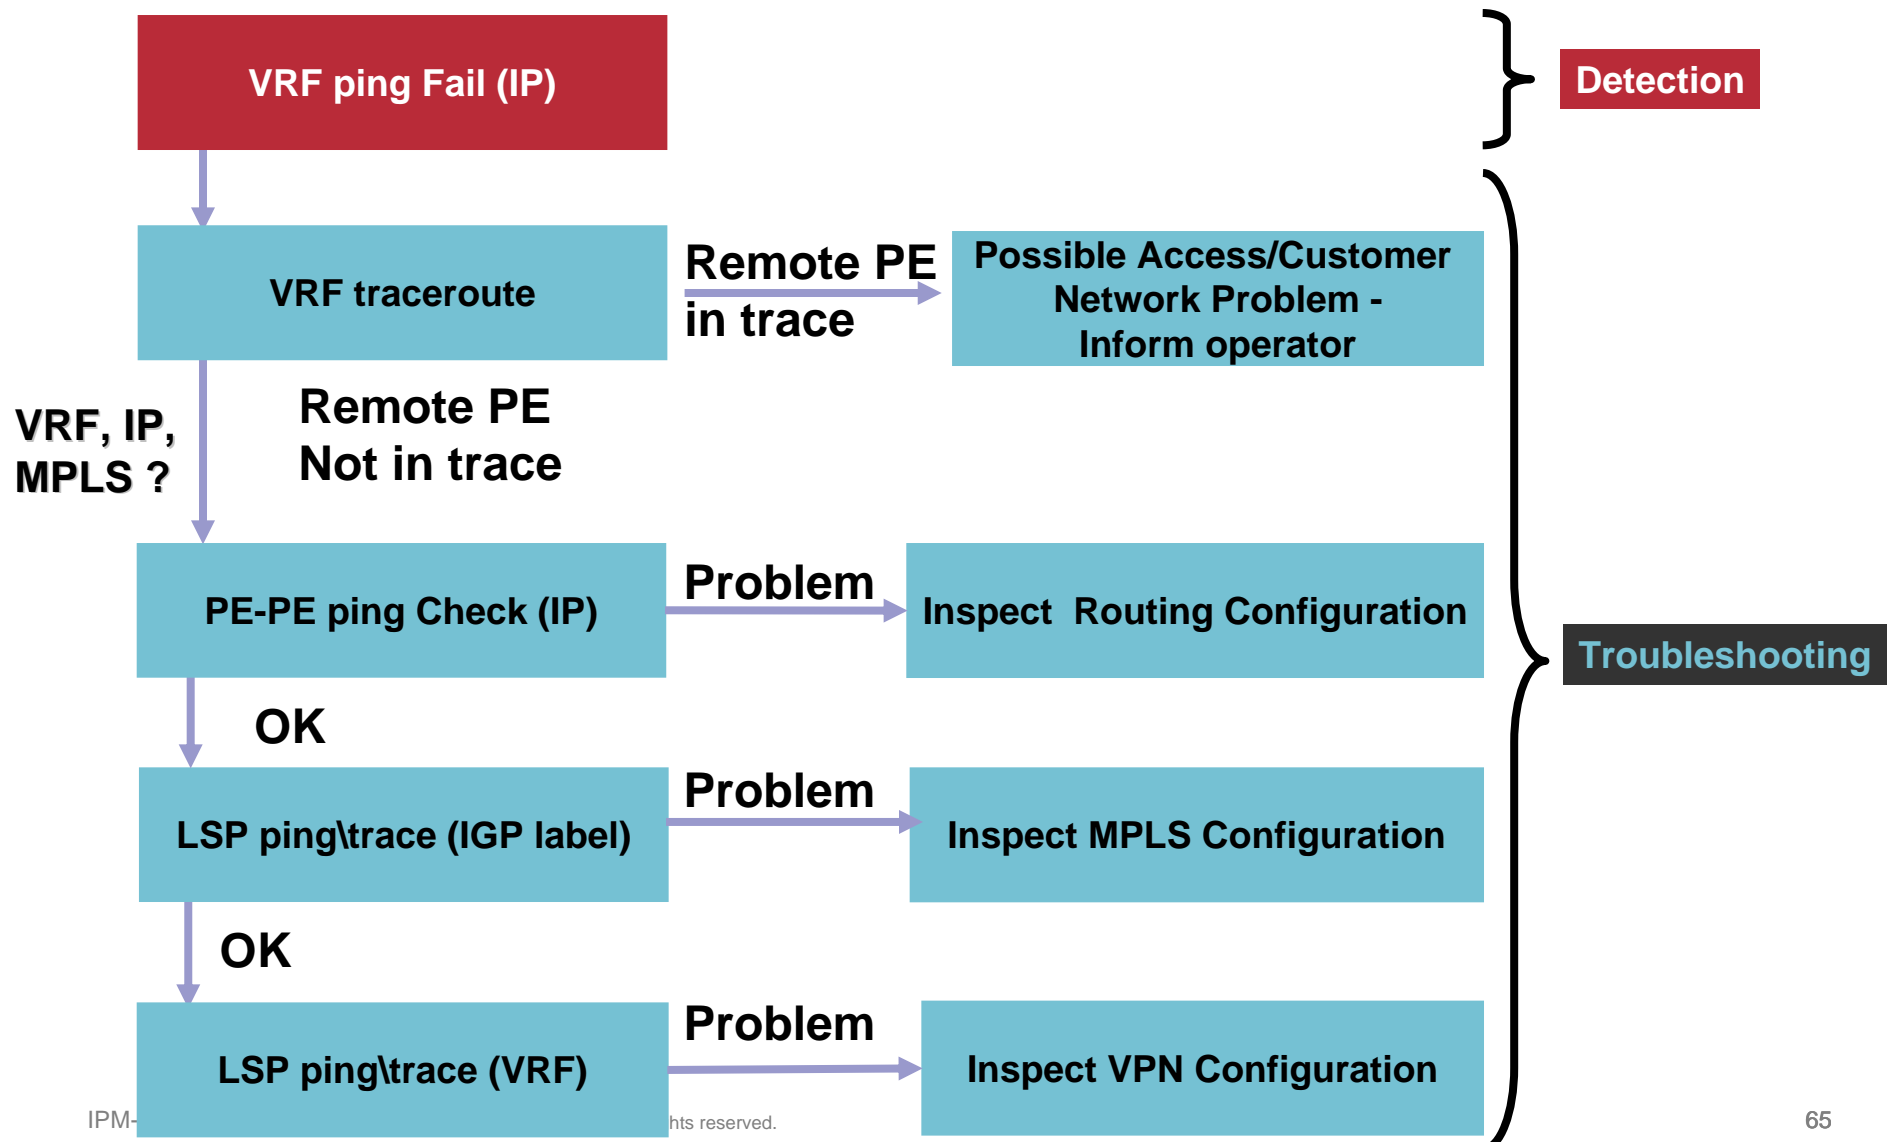 VRF ping Fail (IP)
Detection
VRF traceroute
Remote PE
in trace
Possible Access/Customer
Network Problem -
Inform operator
VRF, IP,
MPLS ?
Remote PE
Not in trace
PE-PE ping Check (IP)
Problem
Inspect  Routing Configuration
Troubleshooting
OK
LSP ping\trace (IGP label)
Problem
Inspect MPLS Configuration
OK
LSP ping\trace (VRF)
Problem
Inspect VPN Configuration
IPM-
hts reserved.
65